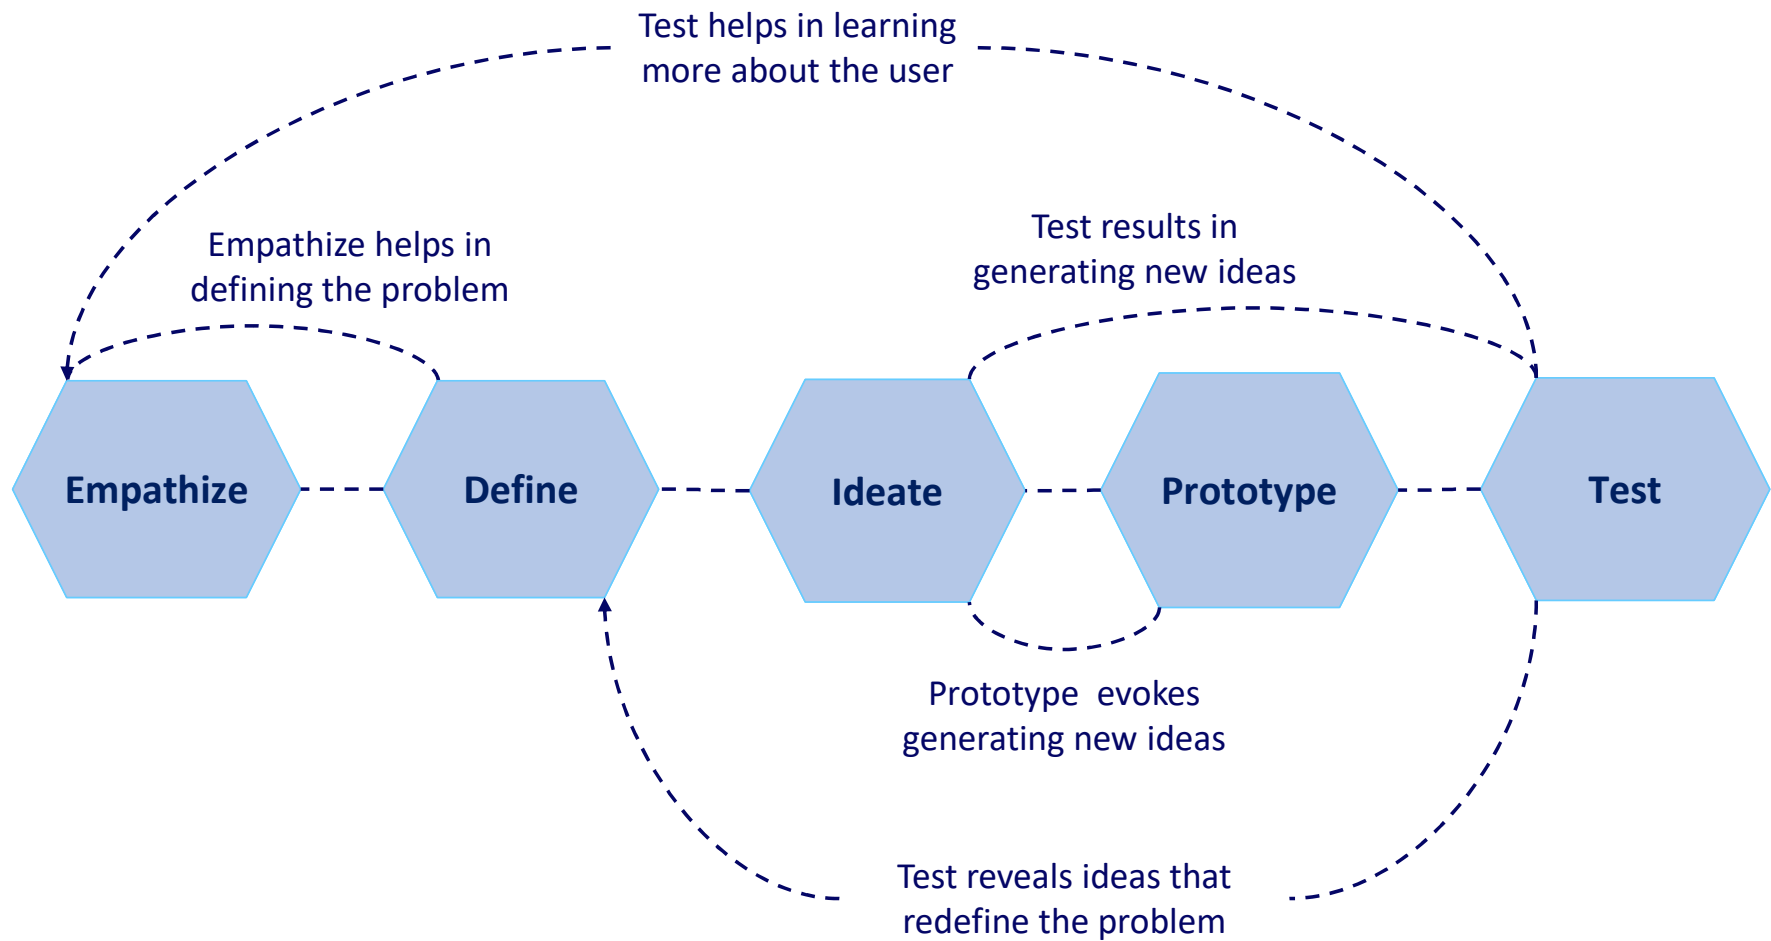 Test helps in learning
more about the user
Empathize helps in
defining the problem
Test results in
generating new ideas
Empathize
Define
Ideate
Prototype
Test
Prototype  evokes
generating new ideas
Test reveals ideas that
redefine the problem